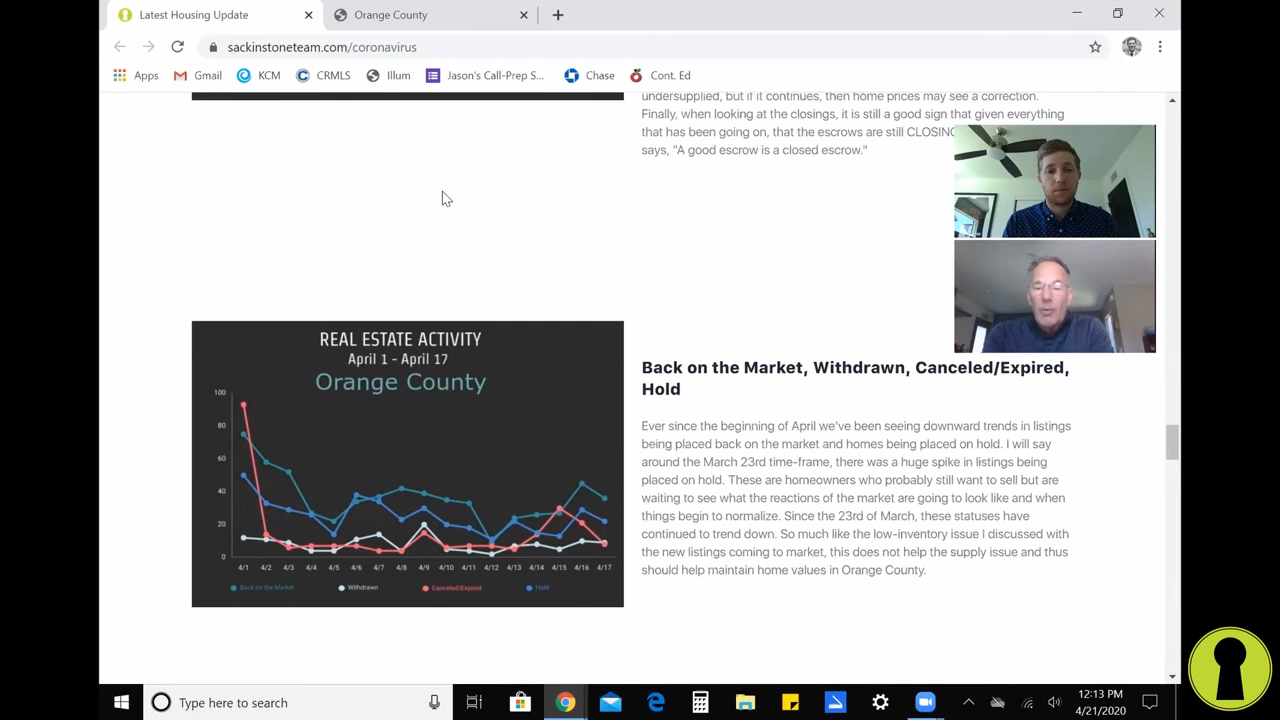 Latest Housing Update
Orange County
sackinstoneteam.com/coronavirus
Apps Gmail KCM CRMLS Illum Jason's Call-Prep S... Chase Cont. Ed
undersupplied, but if it continues, then home prices may see a correction.
Finally, when looking at the closings, it is still a good sign that given everything
that has been going on, that the escrows are still CLOSING
says, "A good escrow is a closed escrow."
REAL ESTATE ACTIVITY
April 1 - April 17
Orange County
100
80
60
40
20
0
4/1 4/2 4/3 4/4 4/5 4/6 4/7 4/8 4/9 4/10 4/11 4/12 4/13 4/14 4/15 4/16 4/17
Back on the Market Withdrawn Canceled/Expired Hold
Back on the Market, Withdrawn, Canceled/Expired,
Hold
Ever since the beginning of April we've been seeing downward trends in listings
being placed back on the market and homes being placed on hold. I will say
around the March 23rd time-frame, there was a huge spike in listings being
placed on hold. These are homeowners who probably still want to sell but are
waiting to see what the reactions of the market are going to look like and when
things begin to normalize. Since the 23rd of March, these statuses have
continued to trend down. So much like the low-inventory issue I discussed with
the new listings coming to market, this does not help the supply issue and thus
should help maintain home values in Orange County.
Type here to search
12:13 PM
4/21/2020